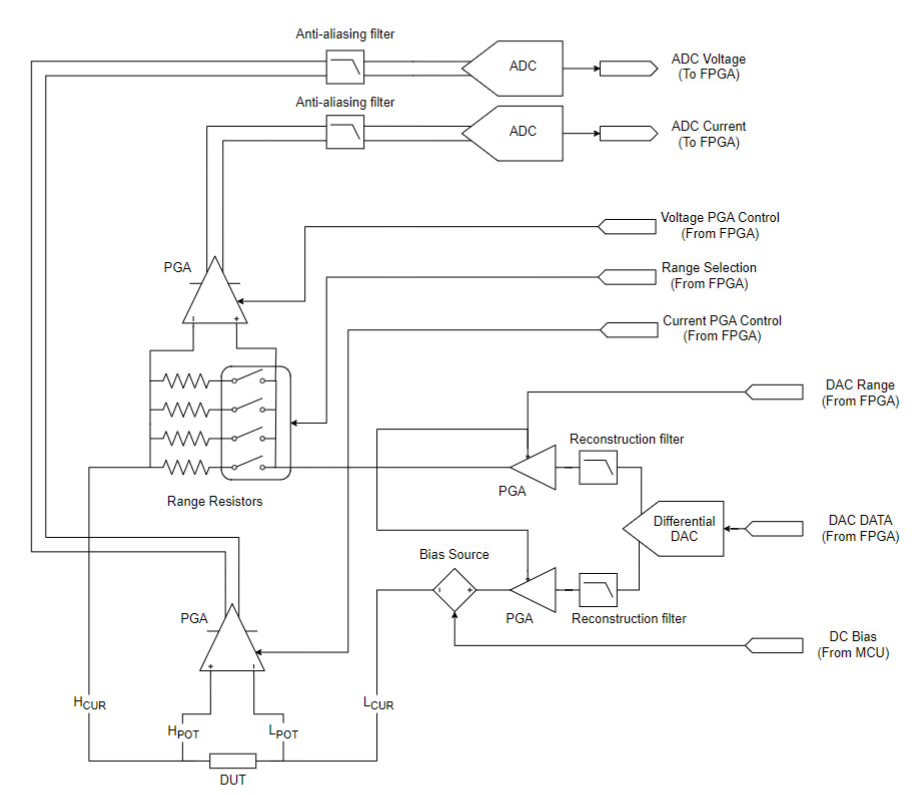 Anti-aliasing filter
ADC
ADC Voltage
(To FPGA)
Anti-aliasing filter
ADC
ADC Current
(To FPGA)
Voltage PGA Control
(From FPGA)
PGA
Range Selection
(From FPGA)
- +
Current PGA Control
(From FPGA)
DAC Range
(From FPGA)
Reconstruction filter
PGA
Range Resistors
Differential
DAC
DAC DATA
(From FPGA)
Bias Source
- +
PGA
Reconstruction filter
PGA
DC Bias
(From MCU)
+ -
HCUR
LCUR
HPOT
LPOT
DUT